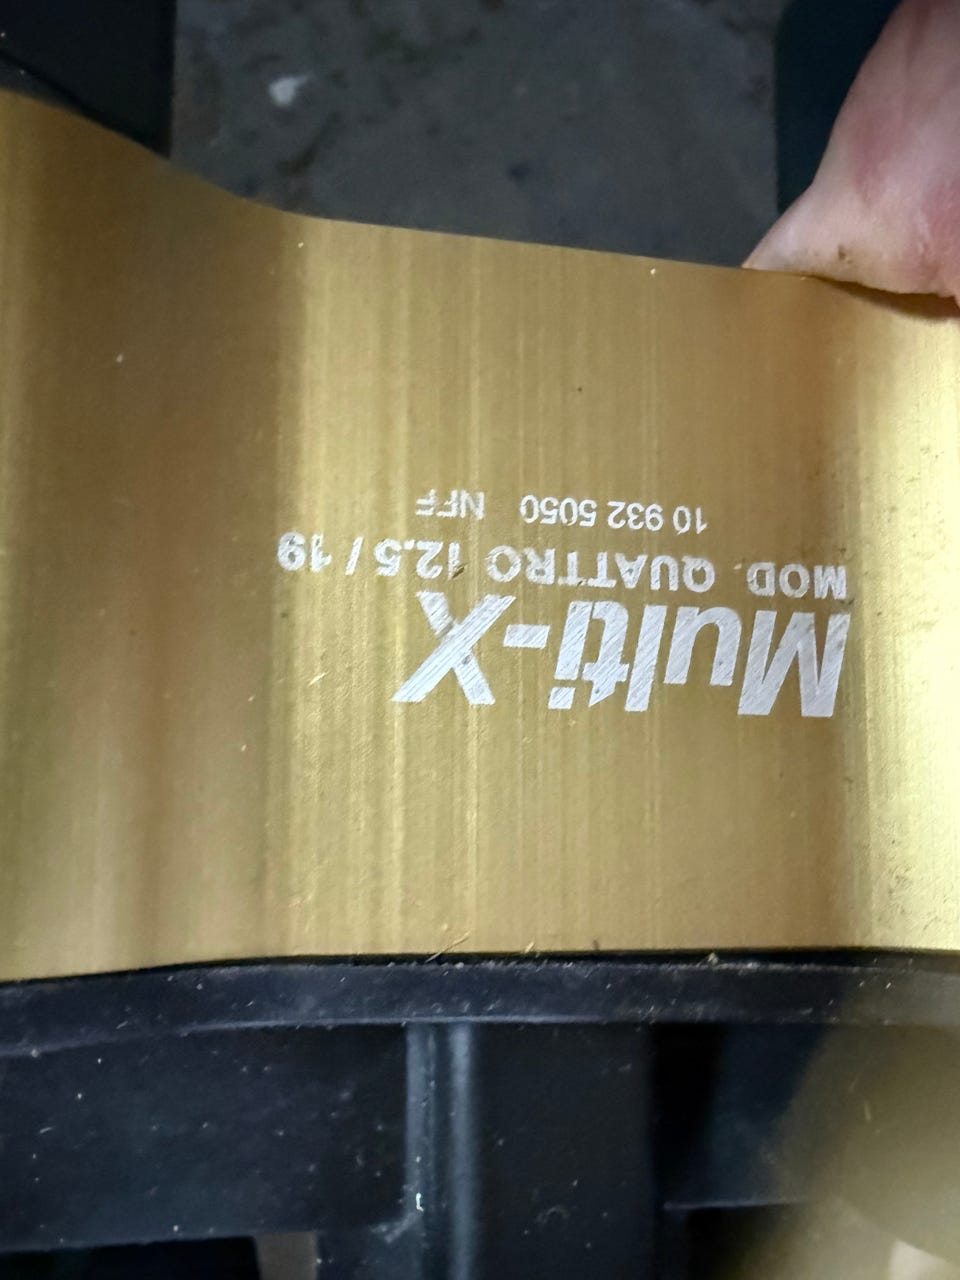 Multi-X
MOD. QUATTRO 12.5 / 19
10 932 5050 NFF